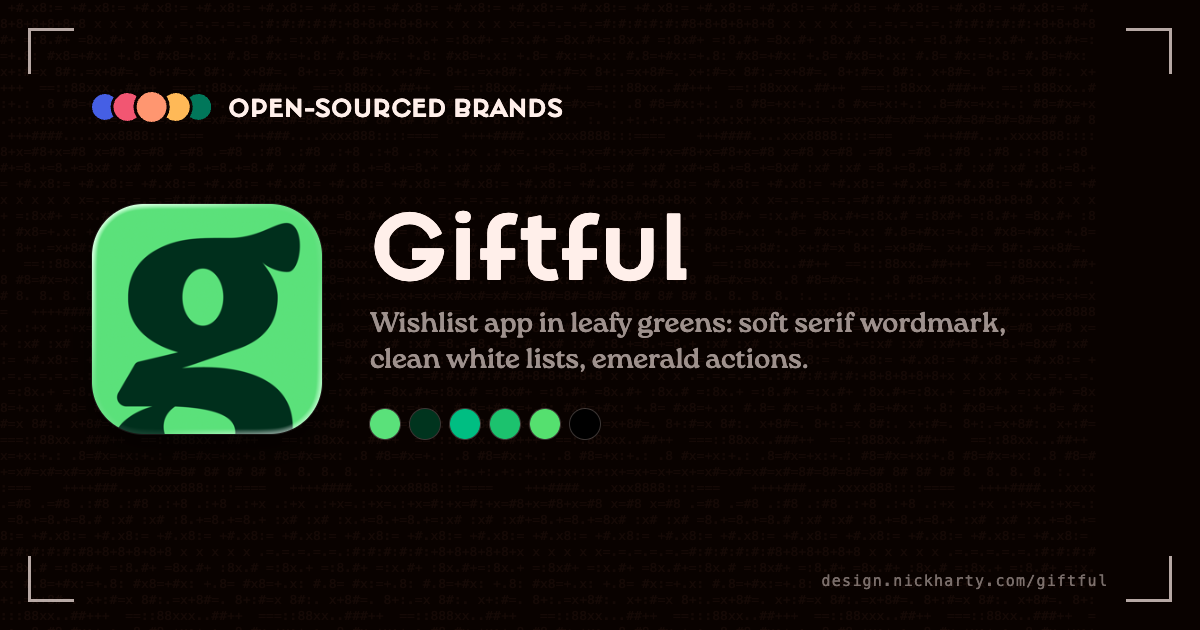 OPEN-SOURCED BRANDS
g
Giftful
Wishlist app in leafy greens: soft serif wordmark,
clean white lists, emerald actions.
design.nickharty.com/giftful